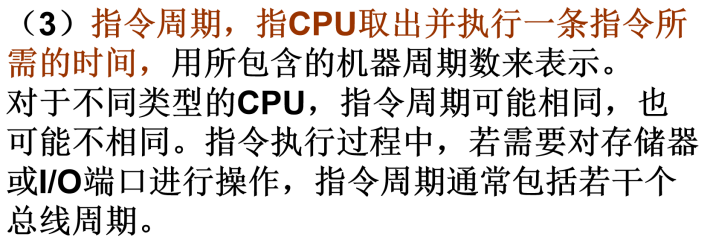 （3）指令周期，指CPU取出并执行一条指令所
需的时间，用所包含的机器周期数来表示。
对于不同类型的CPU，指令周期可能相同，也
可能不相同。指令执行过程中，若需要对存储器
或I/O端口进行操作，指令周期通常包括若干个
总线周期。